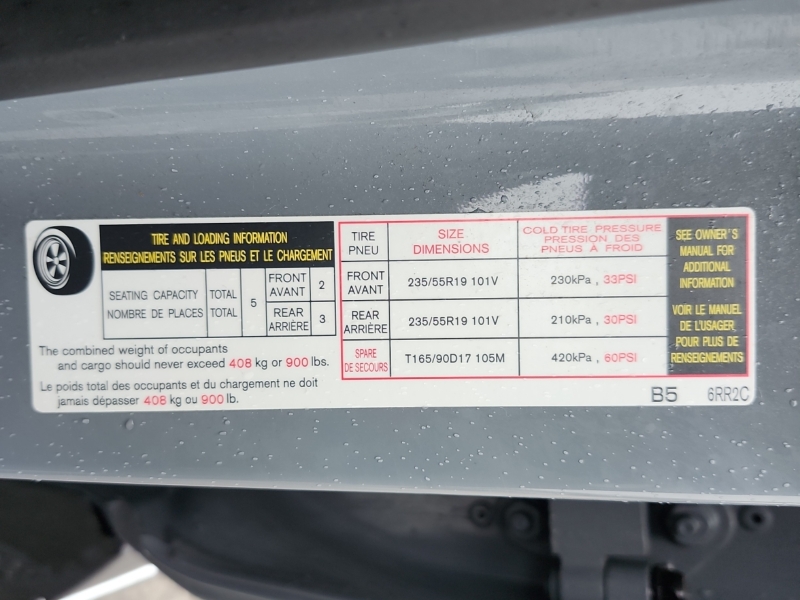 TIRE AND LOADING INFORMATION
RENSEIGNEMENTS SUR LES PNEUS ET LE CHARGEMENT
SEATING CAPACITY
NOMBRE DE PLACES
TOTAL
TOTAL
5
FRONT
AVANT
2
REAR
ARRIÈRE
3
The combined weight of occupants
and cargo should never exceed 408 kg or 900 lbs.
Le poids total des occupants et du chargement ne doit
jamais dépasser 408 kg ou 900 lb.
TIRE
PNEU
SIZE
DIMENSIONS
COLD TIRE PRESSURE
PRESSION DES
PNEUS À FROID
FRONT
AVANT
235/55R19 101V
230kPa , 33PSI
REAR
ARRIÈRE
235/55R19 101V
210kPa , 30PSI
SPARE
DE SECOURS
T165/90D17 105M
420kPa , 60PSI
SEE OWNER'S
MANUAL FOR
ADDITIONAL
INFORMATION
VOIR LE MANUEL
DE L'USAGER
POUR PLUS DE
RENSEIGNEMENTS
B5 6RR2C